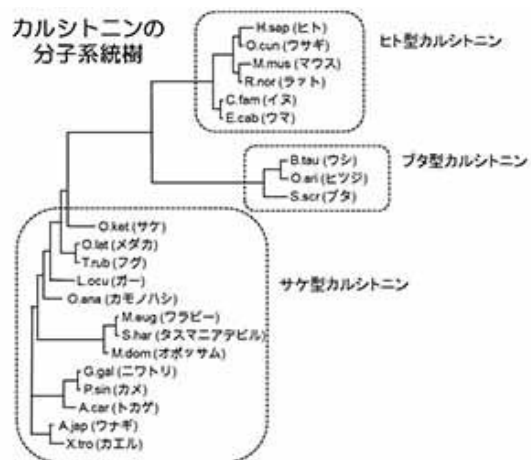 カルシトニンの
分子系統樹
H.sap (ヒト)
O.cun (ウサギ)
M.mus (マウス)
R.nor (ラット)
C.fam (イヌ)
E.cab (ウマ)
ヒト型カルシトニン
B.tau (ウシ)
O.ari (ヒツジ)
S.scr (ブタ)
ブタ型カルシトニン
O.ket (サケ)
O.lat (メダカ)
T.rub (フグ)
L.ocu (ガー)
O.ana (カモノハシ)
M.eug (ワラビー)
S.har (タスマニアデビル)
M.dom (オポッサム)
G.gal (ニワトリ)
P.sin (カメ)
A.car (トカゲ)
A.jap (ウナギ)
X.tro (カエル)
サケ型カルシトニン